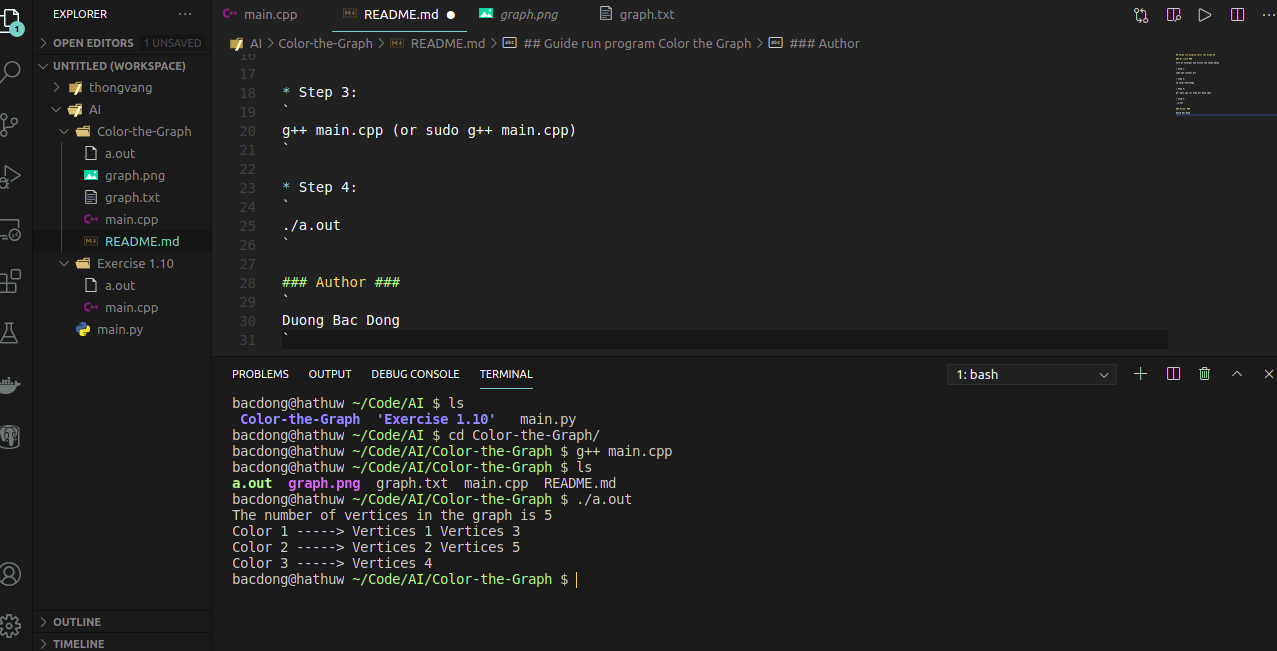 EXPLORER ···
OPEN EDITORS 1 UNSAVED
UNTITLED (WORKSPACE)
thongvang
AI
Color-the-Graph
a.out
graph.png
graph.txt
C++ main.cpp
README.md
Exercise 1.10
a.out
C++ main.cpp
main.py
OUTLINE
TIMELINE
1
C++ main.cpp README.md ● graph.png graph.txt
AI > Color-the-Graph > README.md > abc ## Guide run program Color the Graph > abc ### Author
16
17
18 * Step 3:
19 `
20 g++ main.cpp (or sudo g++ main.cpp)
21 `
22
23 * Step 4:
24 `
25 ./a.out
26 `
27
28 ### Author ###
29 `
30 Duong Bac Dong
31 `
PROBLEMS OUTPUT DEBUG CONSOLE TERMINAL 1: bash
bacdong@hathuw ~/Code/AI $ ls
Color-the-Graph 'Exercise 1.10' main.py
bacdong@hathuw ~/Code/AI $ cd Color-the-Graph/
bacdong@hathuw ~/Code/AI/Color-the-Graph $ g++ main.cpp
bacdong@hathuw ~/Code/AI/Color-the-Graph $ ls
a.out graph.png graph.txt main.cpp README.md
bacdong@hathuw ~/Code/AI/Color-the-Graph $ ./a.out
The number of vertices in the graph is 5
Color 1 -----> Vertices 1 Vertices 3
Color 2 -----> Vertices 2 Vertices 5
Color 3 -----> Vertices 4
bacdong@hathuw ~/Code/AI/Color-the-Graph $